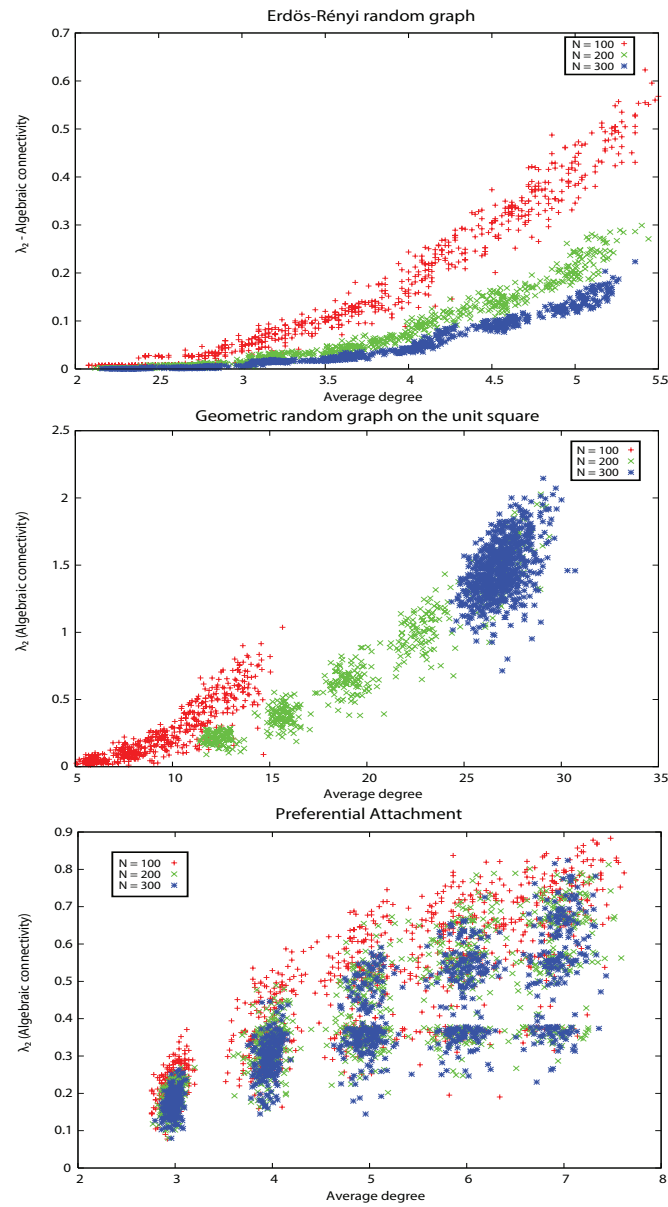 Erdös-Rényi random graph
0.7
0.6
0.5
0.4
0.3
0.2
0.1
0
λ2 - Algebraic connectivity
N = 100
N = 200
N = 300
2 2.5 3 3.5 4 4.5 5 5.5
Average degree
Geometric random graph on the unit square
2.5
2
1.5
1
0.5
0
λ2 (Algebraic connectivity)
N = 100
N = 200
N = 300
5 10 15 20 25 30 35
Average degree
Preferential Attachment
0.9
0.8
0.7
0.6
0.5
0.4
0.3
0.2
0.1
0
λ2 (Algebraic connectivity)
N = 100
N = 200
N = 300
2 3 4 5 6 7 8
Average degree